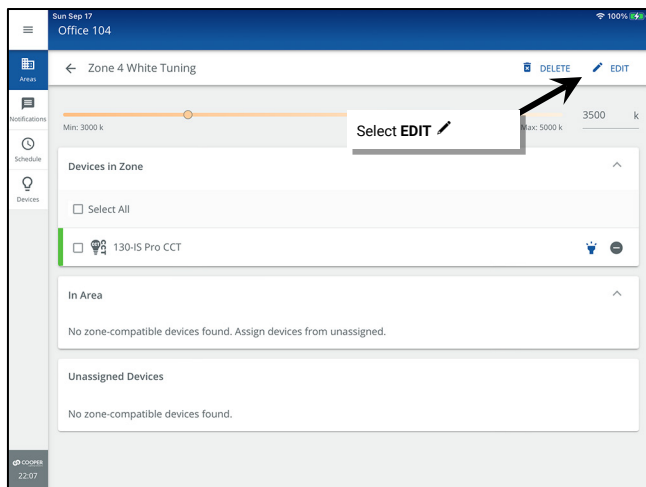 Sun Sep 17
100%
Office 104
Areas
Zone 4 White Tuning
DELETE
EDIT
Notifications
3500 k
Min: 3000 k
Max: 5000 k
Select EDIT
Schedule
Devices in Zone
Devices
Select All
130-IS Pro CCT
In Area
No zone-compatible devices found. Assign devices from unassigned.
Unassigned Devices
No zone-compatible devices found.
COOPER
22:07